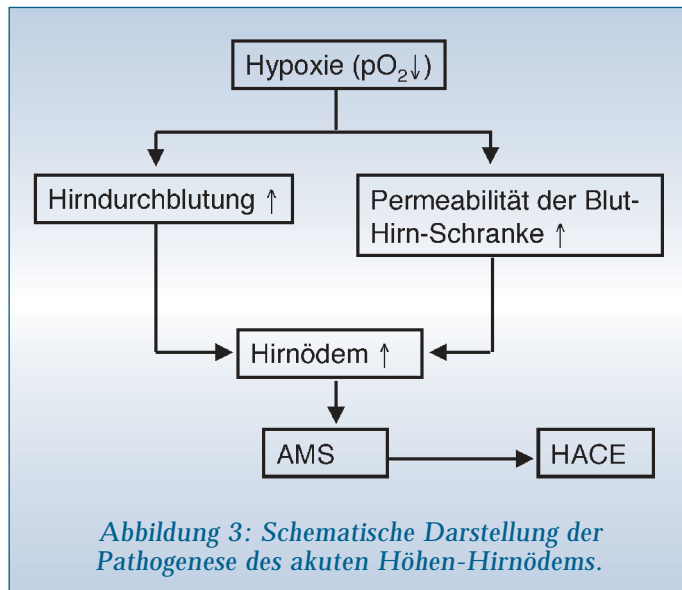 Hypoxie (pO₂↓)
Hirndurchblutung ↑
Permeabilität der Blut-
Hirn-Schranke ↑
Hirnödem ↑
AMS
HACE
Abbildung 3: Schematische Darstellung der
Pathogenese des akuten Höhen-Hirnödems.